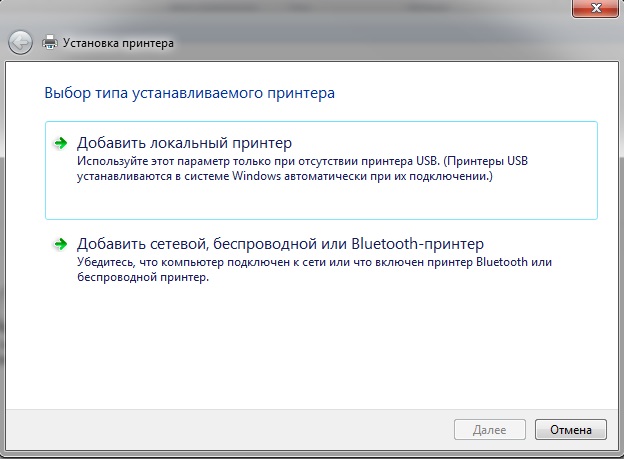 Установка принтера
Выбор типа устанавливаемого принтера
Добавить локальный принтер
Используйте этот параметр только при отсутствии принтера USB. (Принтеры USB
устанавливаются в системе Windows автоматически при их подключении.)
Добавить сетевой, беспроводной или Bluetooth-принтер
Убедитесь, что компьютер подключен к сети или что включен принтер Bluetooth или
беспроводной принтер.
Далее
Отмена